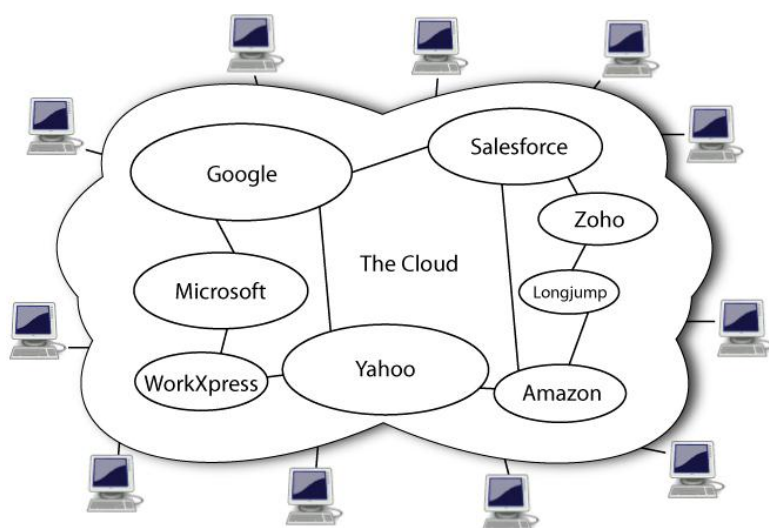 Salesforce
Google
Zoho
The Cloud
Microsoft
Longjump
Yahoo
WorkXpress
Amazon